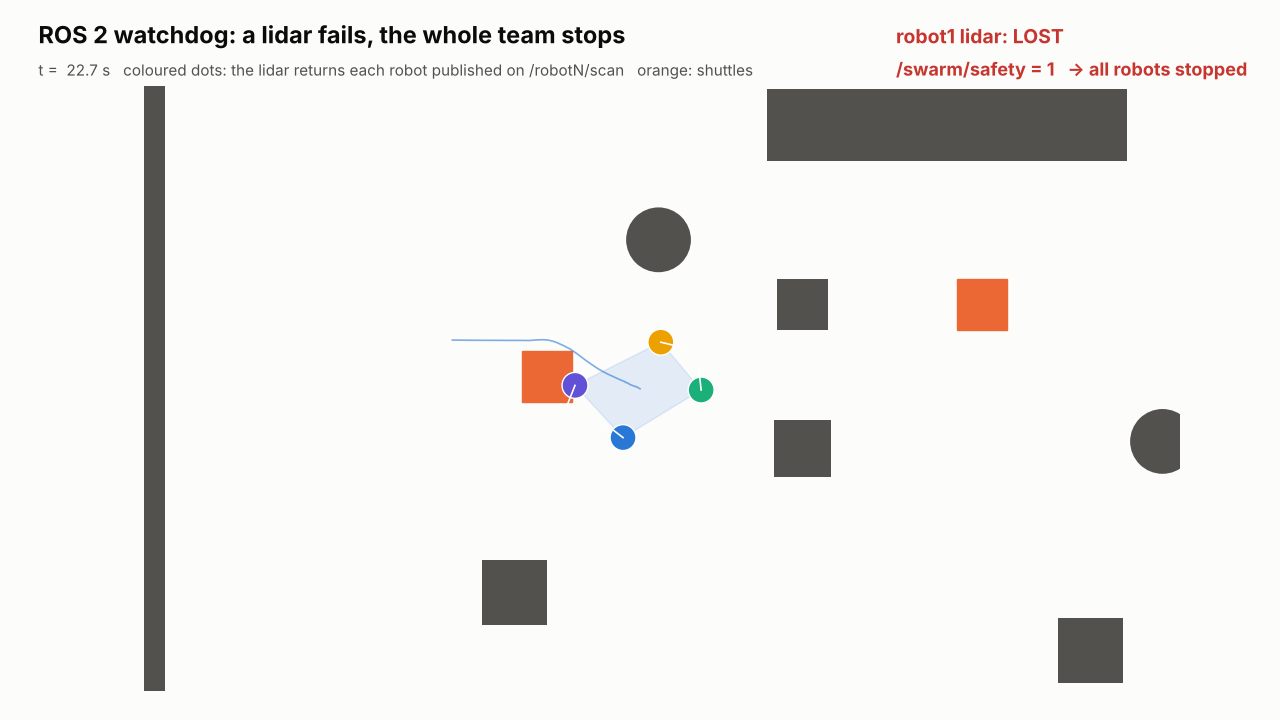 ROS 2 watchdog: a lidar fails, the whole team stops
robot1 lidar: LOST
t = 22.7 s coloured dots: the lidar returns each robot published on /robotN/scan orange: shuttles
/swarm/safety = 1 → all robots stopped